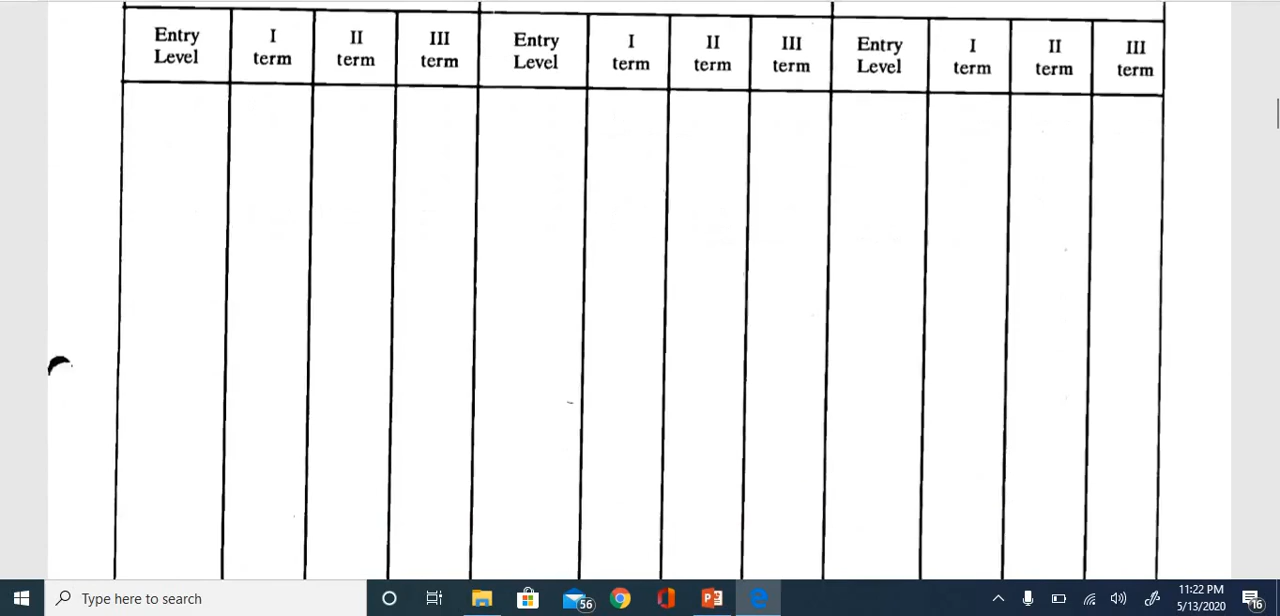 Entry Level I term II term III term Entry Level I term II term III term Entry Level I term II term III term
Type here to search
56
11:22 PM
5/13/2020
16